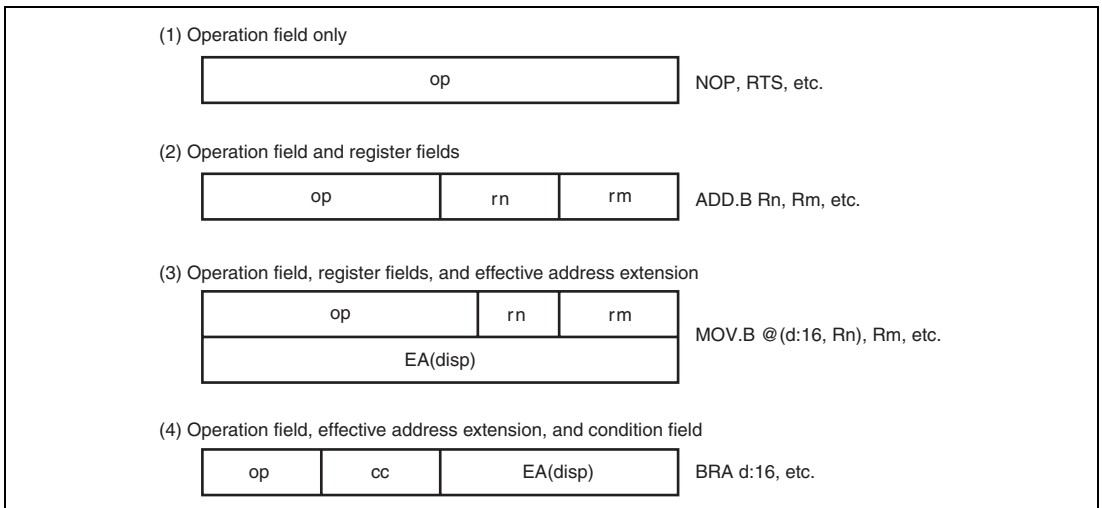 (1) Operation field only
op
NOP, RTS, etc.
(2) Operation field and register fields
op rn rm
ADD.B Rn, Rm, etc.
(3) Operation field, register fields, and effective address extension
op rn rm
EA(disp)
MOV.B @(d:16, Rn), Rm, etc.
(4) Operation field, effective address extension, and condition field
op cc EA(disp)
BRA d:16, etc.